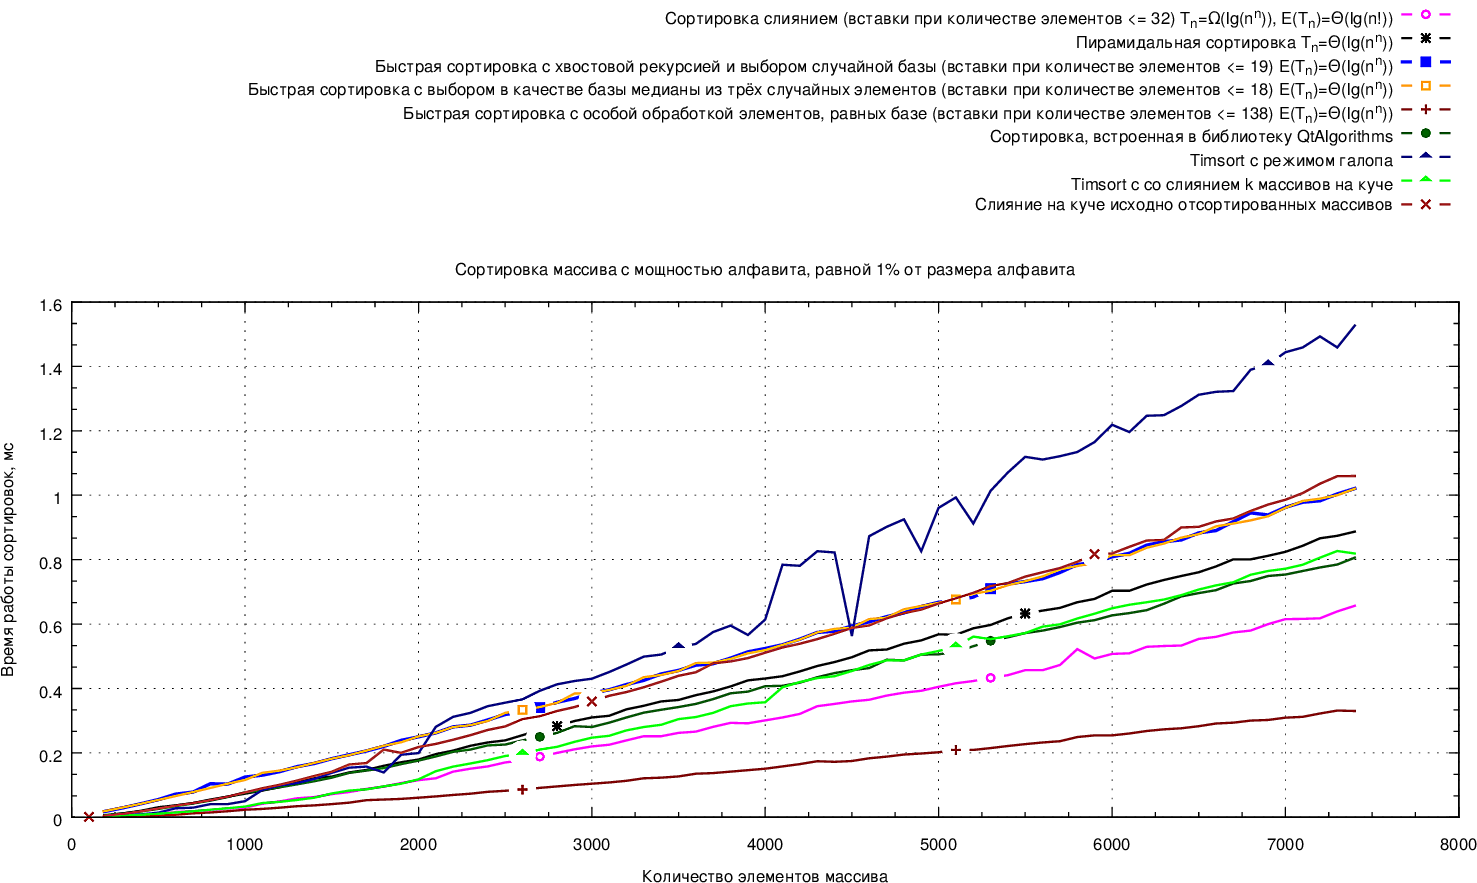 Сортировка слиянием (вставки при количестве элементов <= 32) Tn=Ω(lg(nⁿ)), E(Tn)=Θ(lg(n!))
Пирамидальная сортировка Tn=Θ(lg(nⁿ))
Быстрая сортировка с хвостовой рекурсией и выбором случайной базы (вставки при количестве элементов <= 19) E(Tn)=Θ(lg(nⁿ))
Быстрая сортировка с выбором в качестве базы медианы из трёх случайных элементов (вставки при количестве элементов <= 18) E(Tn)=Θ(lg(nⁿ))
Быстрая сортировка с особой обработкой элементов, равных базе (вставки при количестве элементов <= 138) E(Tn)=Θ(lg(nⁿ))
Сортировка, встроенная в библиотеку QtAlgorithms
Timsort с режимом галопа
Timsort с со слиянием k массивов на куче
Слияние на куче исходно отсортированных массивов
Сортировка массива с мощностью алфавита, равной 1% от размера алфавита
1.6
1.4
1.2
1
0.8
0.6
0.4
0.2
0
Время работы сортировок, мс
0 1000 2000 3000 4000 5000 6000 7000 8000
Количество элементов массива